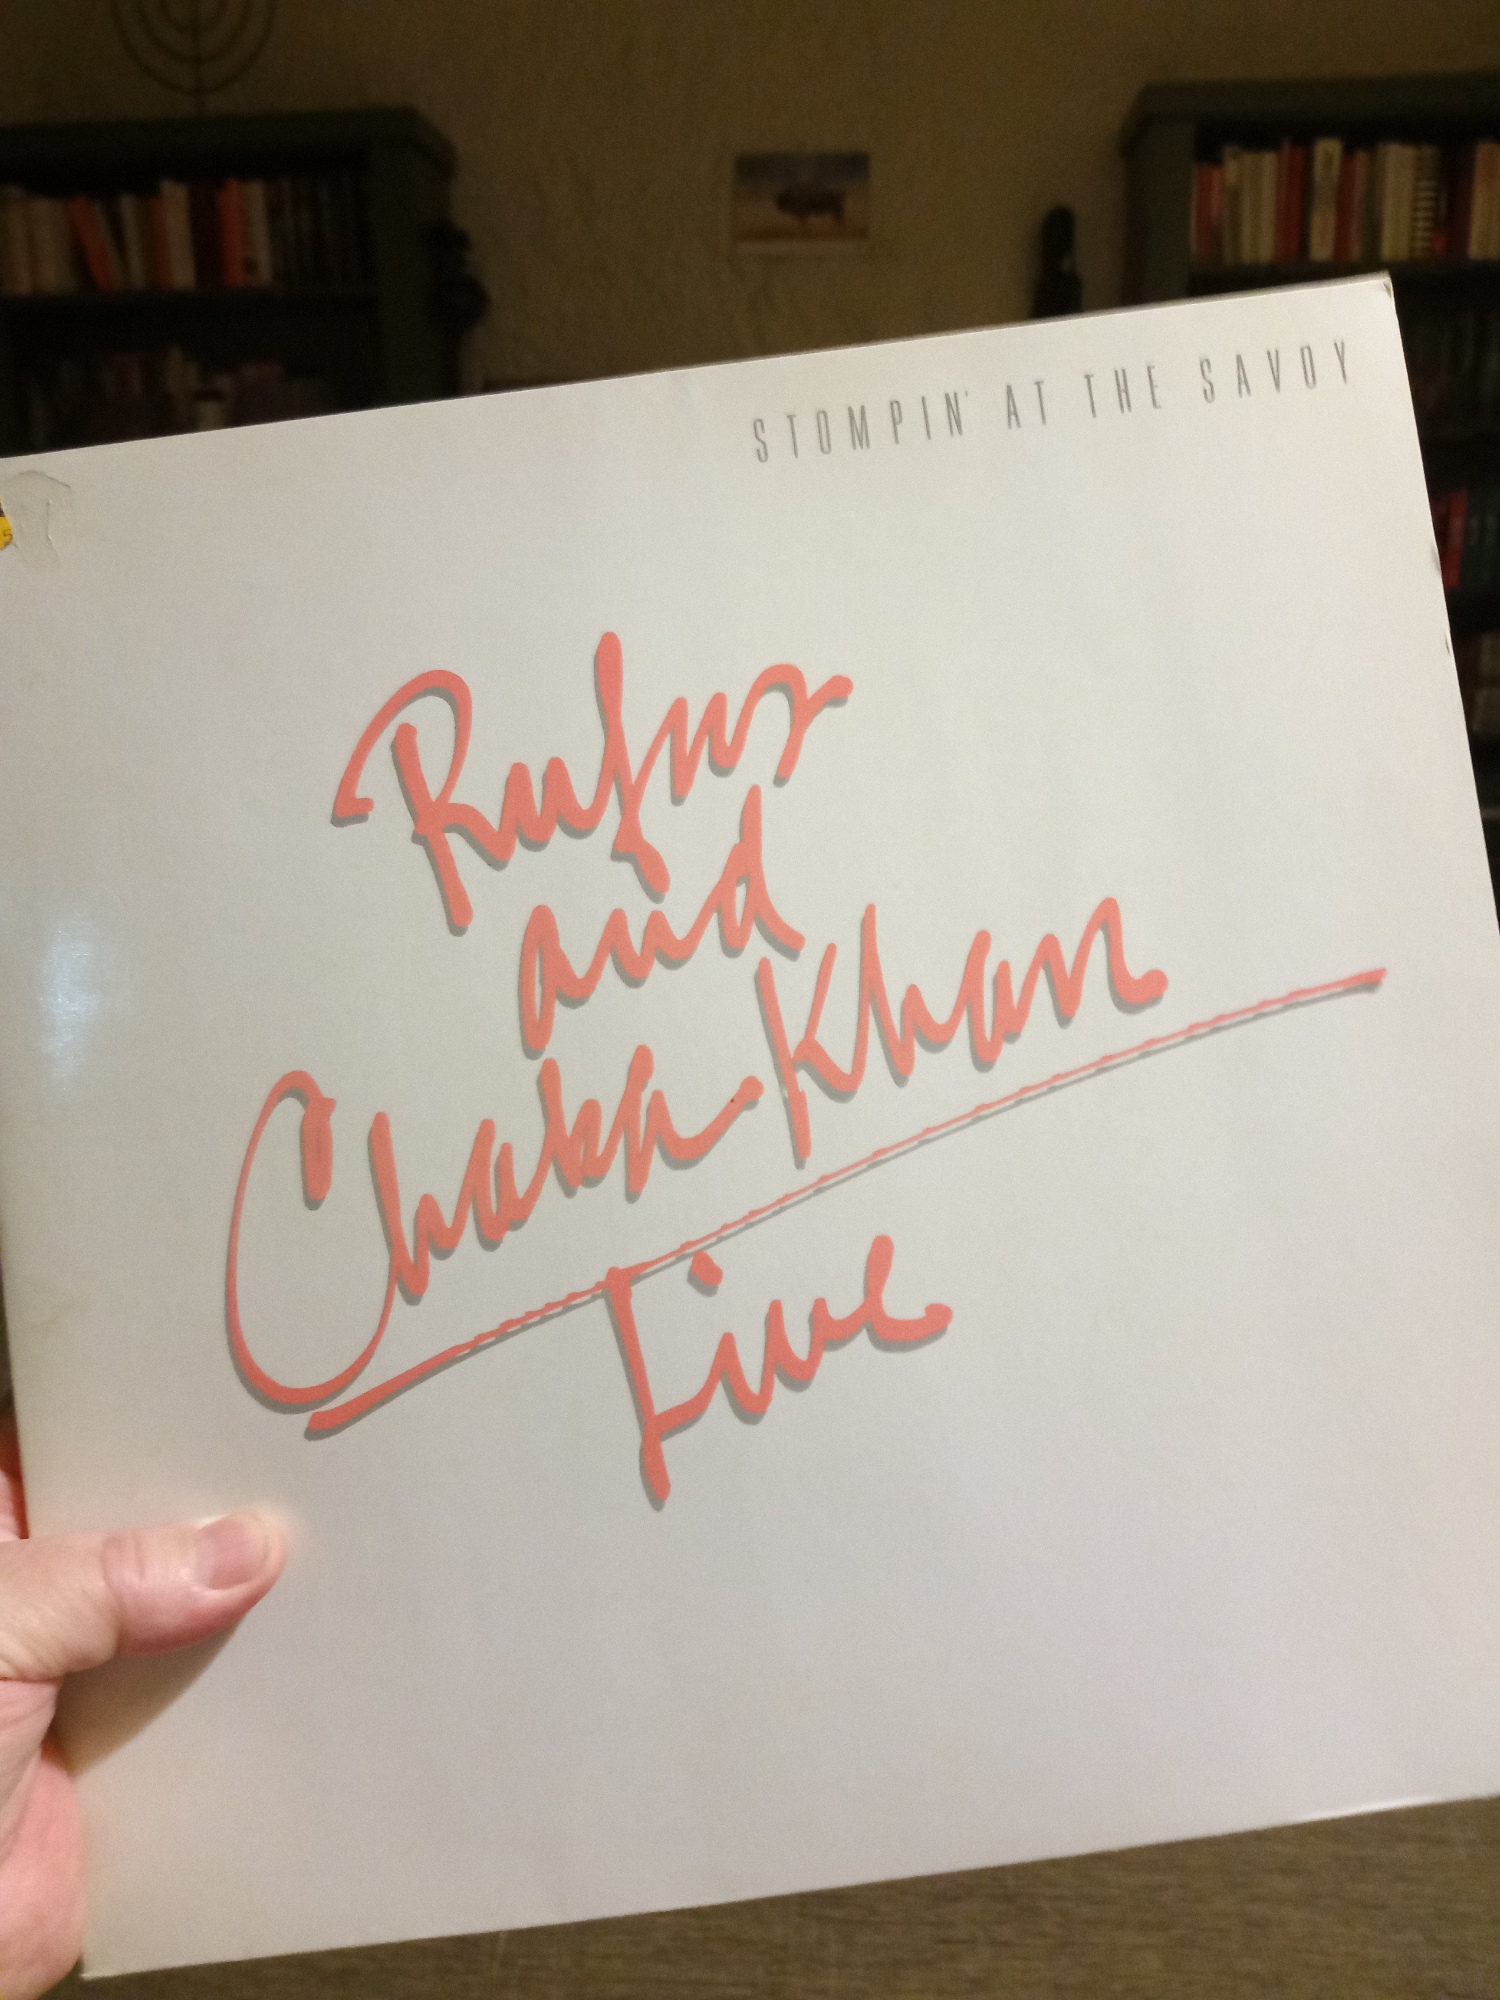 STOMPIN' AT THE SAVOY
Rufus
and
Chaka Khan
Live